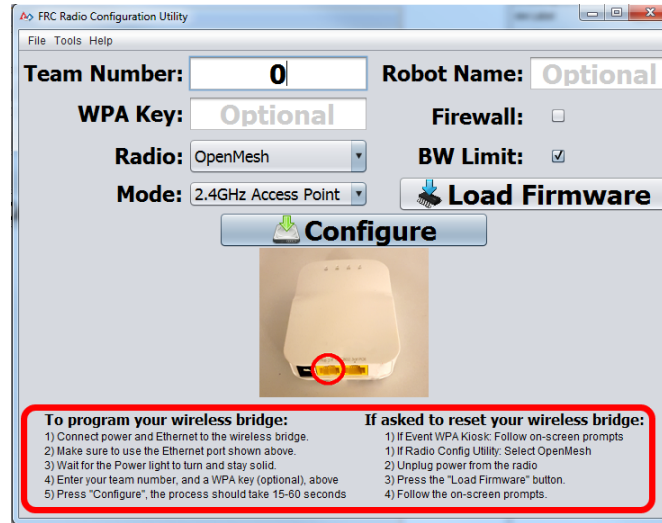 FRC Radio Configuration Utility
File Tools Help
Team Number: 0 Robot Name: Optional
WPA Key: Optional Firewall:
Radio: OpenMesh BW Limit:
Mode: 2.4GHz Access Point Load Firmware
Configure
To program your wireless bridge:
1) Connect power and Ethernet to the wireless bridge.
2) Make sure to use the Ethernet port shown above.
3) Wait for the Power light to turn and stay solid.
4) Enter your team number, and a WPA key (optional), above
5) Press "Configure", the process should take 15-60 seconds
If asked to reset your wireless bridge:
1) If Event WPA Kiosk: Follow on-screen prompts
1) If Radio Config Utility: Select OpenMesh
2) Unplug power from the radio
3) Press the "Load Firmware" button.
4) Follow the on-screen prompts.